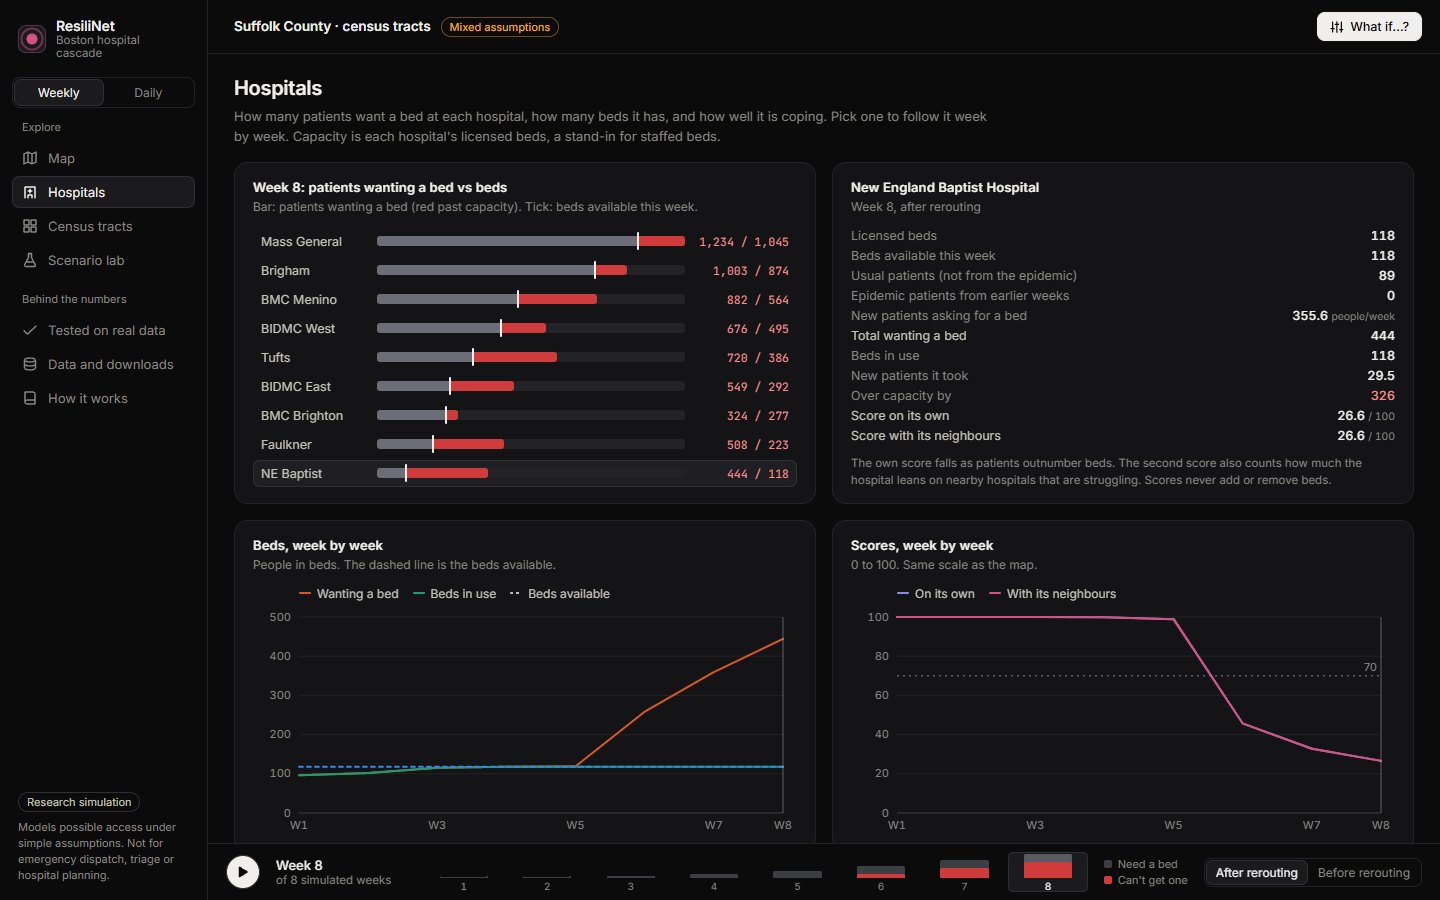 ResiliNet
Boston hospital
cascade
Weekly
Daily
Explore
Map
Hospitals
Census tracts
Scenario lab
Behind the numbers
Tested on real data
Data and downloads
How it works
Research simulation
Models possible access under
simple assumptions. Not for
emergency dispatch, triage or
hospital planning.
Suffolk County · census tracts
Mixed assumptions
What if...?
Hospitals
How many patients want a bed at each hospital, how many beds it has, and how well it is coping. Pick one to follow it week
by week. Capacity is each hospital's licensed beds, a stand-in for staffed beds.
Week 8: patients wanting a bed vs beds
Bar: patients wanting a bed (red past capacity). Tick: beds available this week.
Mass General 1,234 / 1,045
Brigham 1,003 / 874
BMC Menino 882 / 564
BIDMC West 676 / 495
Tufts 720 / 386
BIDMC East 549 / 292
BMC Brighton 324 / 277
Faulkner 508 / 223
NE Baptist 444 / 118
New England Baptist Hospital
Week 8, after rerouting
Licensed beds 118
Beds available this week 118
Usual patients (not from the epidemic) 89
Epidemic patients from earlier weeks 0
New patients asking for a bed 355.6 people/week
Total wanting a bed 444
Beds in use 118
New patients it took 29.5
Over capacity by 326
Score on its own 26.6 / 100
Score with its neighbours 26.6 / 100
The own score falls as patients outnumber beds. The second score also counts how much the
hospital leans on nearby hospitals that are struggling. Scores never add or remove beds.
Beds, week by week
People in beds. The dashed line is the beds available.
Wanting a bed Beds in use Beds available
500
400
300
200
100
0
W1 W3 W5 W7 W8
Scores, week by week
0 to 100. Same scale as the map.
On its own With its neighbours
100
80
70
60
40
20
0
W1 W3 W5 W7 W8
Week 8
of 8 simulated weeks
1 2 3 4 5 6 7 8
Need a bed
Can't get one
After rerouting
Before rerouting